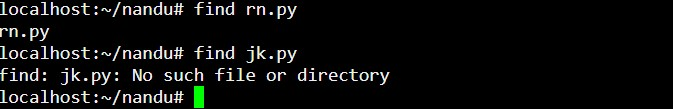 localhost:~/nandu# find rn.py
rn.py
localhost:~/nandu# find jk.py
find: jk.py: No such file or directory
localhost:~/nandu#